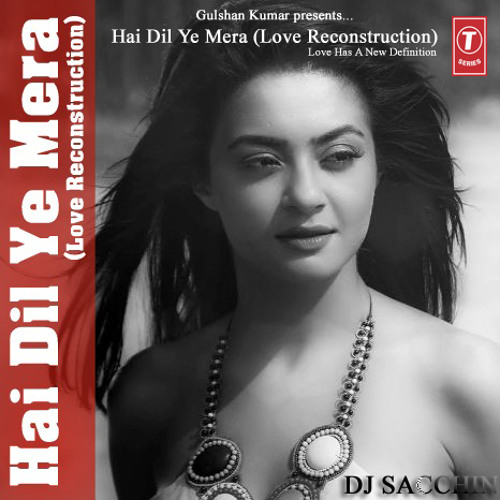 Gulshan Kumar presents...
Hai Dil Ye Mera (Love Reconstruction)
Love Has A New Definition
T
SERIES
Hai Dil Ye Mera
(Love Reconstruction)
DJ SACCHIN